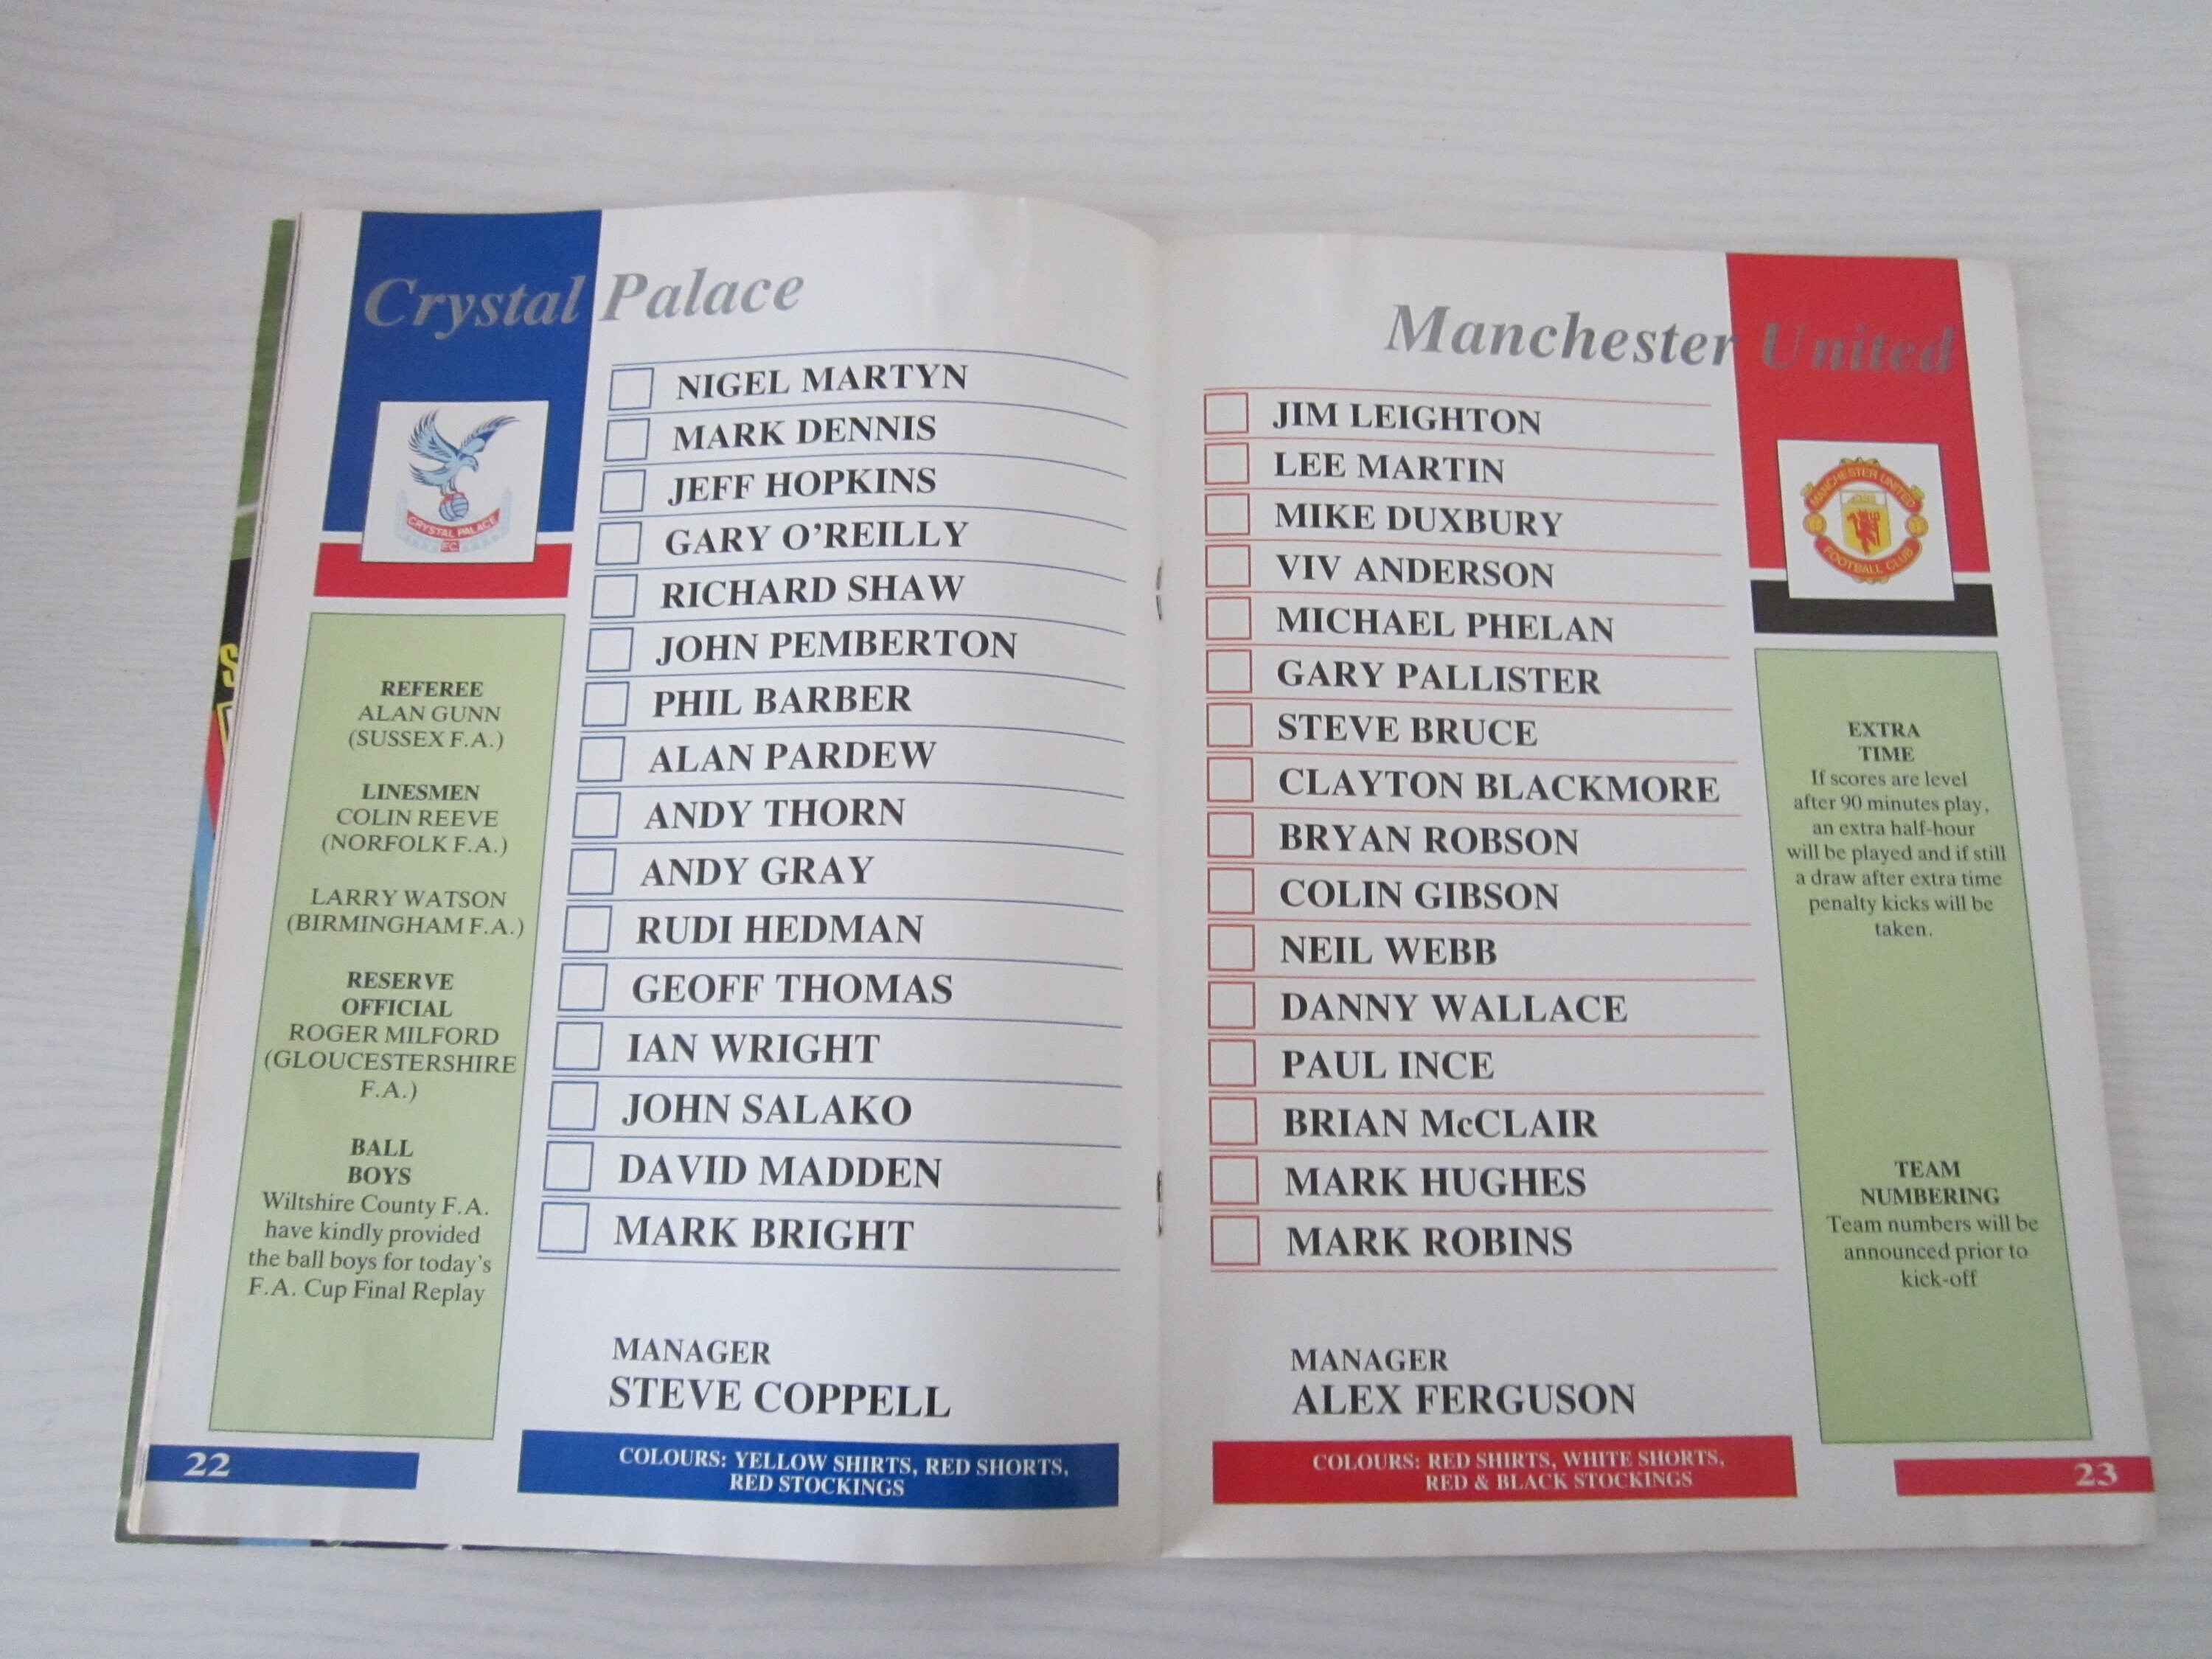 Crystal Palace
CRYSTAL PALACE
FC
REFEREE
ALAN GUNN
(SUSSEX F.A.)
LINESMEN
COLIN REEVE
(NORFOLK F.A.)
LARRY WATSON
(BIRMINGHAM F.A.)
RESERVE
OFFICIAL
ROGER MILFORD
(GLOUCESTERSHIRE
F.A.)
BALL
BOYS
Wiltshire County F.A.
have kindly provided
the ball boys for today's
F.A. Cup Final Replay
NIGEL MARTYN
MARK DENNIS
JEFF HOPKINS
GARY O'REILLY
RICHARD SHAW
JOHN PEMBERTON
PHIL BARBER
ALAN PARDEW
ANDY THORN
ANDY GRAY
RUDI HEDMAN
GEOFF THOMAS
IAN WRIGHT
JOHN SALAKO
DAVID MADDEN
MARK BRIGHT
MANAGER
STEVE COPPELL
COLOURS: YELLOW SHIRTS, RED SHORTS,
RED STOCKINGS
22
Manchester United
JIM LEIGHTON
LEE MARTIN
MIKE DUXBURY
VIV ANDERSON
MICHAEL PHELAN
GARY PALLISTER
STEVE BRUCE
CLAYTON BLACKMORE
BRYAN ROBSON
COLIN GIBSON
NEIL WEBB
DANNY WALLACE
PAUL INCE
BRIAN McCLAIR
MARK HUGHES
MARK ROBINS
MANAGER
ALEX FERGUSON
COLOURS: RED SHIRTS, WHITE SHORTS,
RED & BLACK STOCKINGS
MANCHESTER UNITED
FOOTBALL CLUB
EXTRA
TIME
If scores are level
after 90 minutes play,
an extra half-hour
will be played and if still
a draw after extra time
penalty kicks will be
taken.
TEAM
NUMBERING
Team numbers will be
announced prior to
kick-off
23